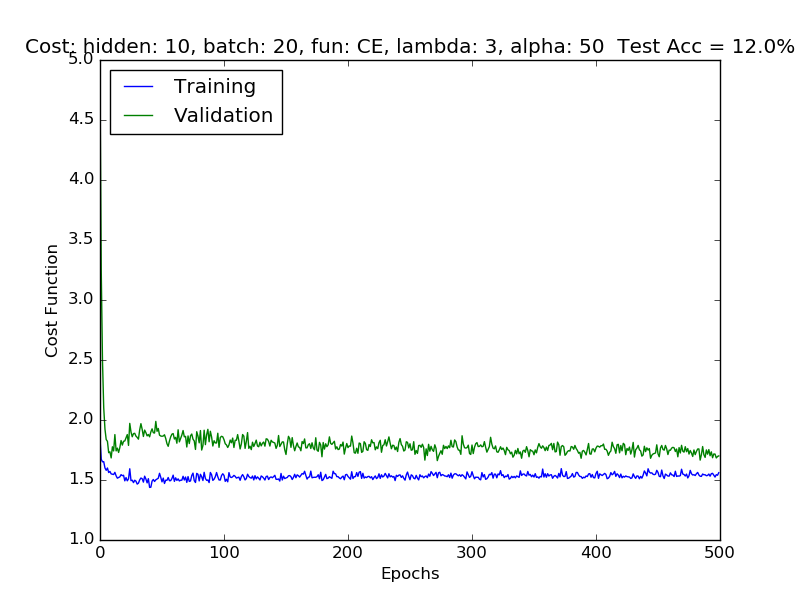 Cost: hidden: 10, batch: 20, fun: CE, lambda: 3, alpha: 50  Test Acc = 12.0%
5.0
Training
Validation
4.5
4.0
3.5
3.0
2.5
2.0
1.5
1.0
Cost Function
0 100 200 300 400 500
Epochs